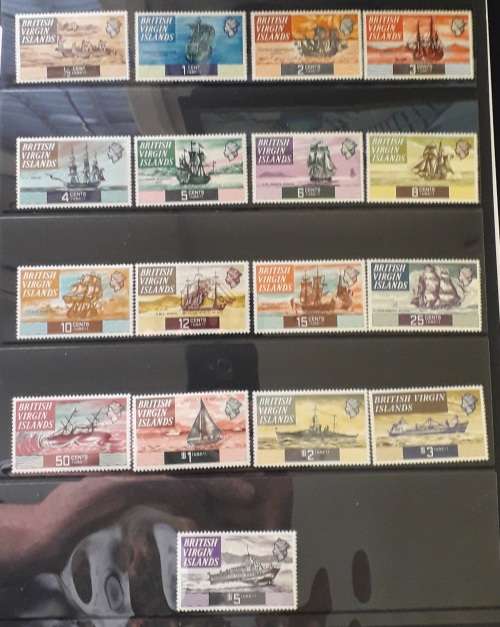 BRITISH
VIRGIN
ISLANDS
½ CENTS
BRITISH
VIRGIN
ISLANDS
1 CENT
BRITISH
VIRGIN
ISLANDS
2 CENTS
BRITISH
VIRGIN
ISLANDS
3 CENTS
BRITISH
VIRGIN
ISLANDS
4 CENTS
BRITISH
VIRGIN
ISLANDS
5 CENTS
BRITISH
VIRGIN
ISLANDS
6 CENTS
BRITISH
VIRGIN
ISLANDS
8 CENTS
BRITISH
VIRGIN
ISLANDS
10 CENTS
BRITISH
VIRGIN
ISLANDS
12 CENTS
BRITISH
VIRGIN
ISLANDS
15 CENTS
BRITISH
VIRGIN
ISLANDS
25 CENTS
BRITISH
VIRGIN
ISLANDS
50 CENTS
BRITISH
VIRGIN
ISLANDS
$1
BRITISH VIRGIN
ISLANDS
$2
BRITISH VIRGIN
ISLANDS
$3
BRITISH
VIRGIN
ISLANDS
$5